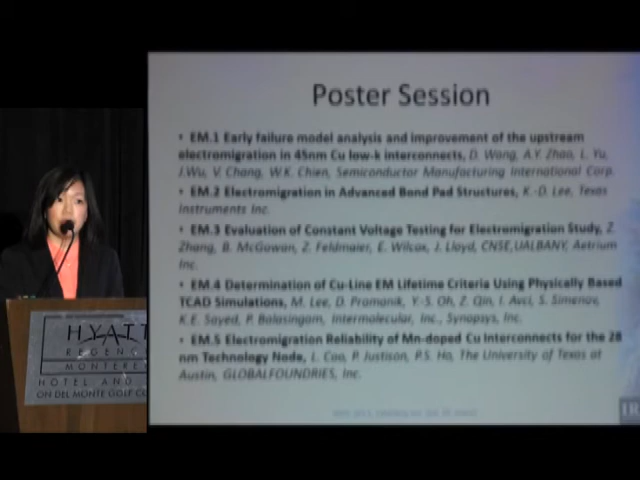 Poster Session
• EM.1 Early failure model analysis and improvement of the upstream
electromigration in 45nm Cu low-k interconnects, D. Wang, A.Y. Zhao, L. Yu,
J.Wu, V. Chang, W.K. Chien, Semiconductor Manufacturing International Corp.
• EM.2 Electromigration in Advanced Bond Pad Structures, K.-D. Lee, Texas
Instruments Inc.
• EM.3 Evaluation of Constant Voltage Testing for Electromigration Study, Z.
Zhang, B. McGowan, Z. Feldmaier, E. Wilcox, J. Lloyd, CNSE,UALBANY, Aetrium
Inc.
• EM.4 Determination of Cu-Line EM Lifetime Criteria Using Physically Based
TCAD Simulations, M. Lee, D. Pramanik, Y.-S. Oh, Z. Qin, I. Avci, S. Simenov,
K.E. Sayed, P. Balasingam, Intermolecular, Inc., Synopsys, Inc.
• EM.5 Electromigration Reliability of Mn-doped Cu Interconnects for the 28
nm Technology Node, L. Cao, P. Justison, P.S. Ho, The University of Texas at
Austin, GLOBALFOUNDRIES, Inc.
HYATT
REGENC
MONTEREY
HOTEL AND
ON DEL MONTE GOLF C
IR